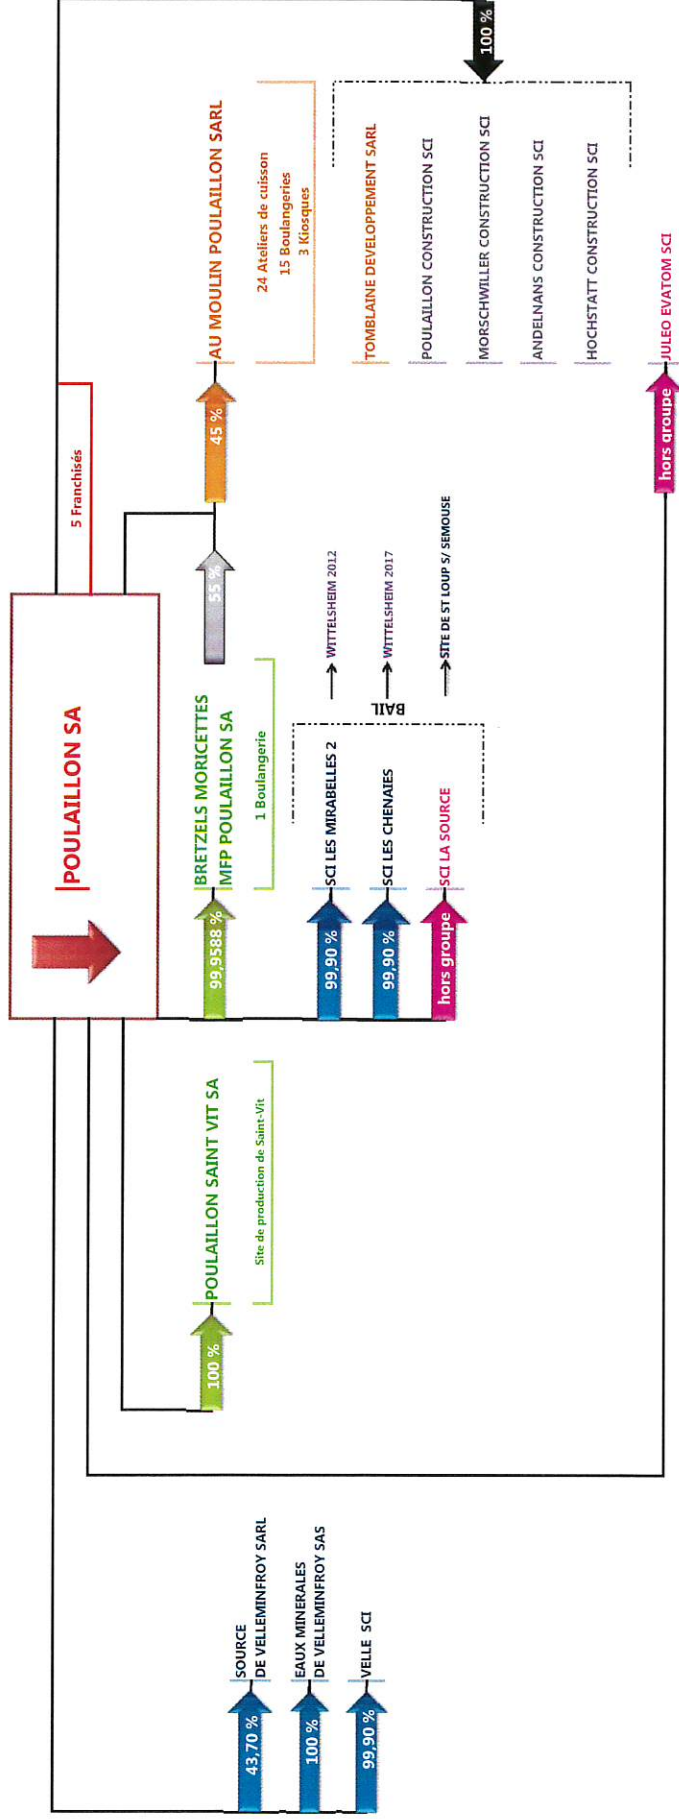 POULAILLON SA
5 Franchisés
43,70 %
SOURCE
DE VELLEMINFROY SARL
100 %
EAUX MINERALES
DE VELLEMINFROY SAS
99,90 %
VELLE SCI
100 %
POULAILLON SAINT VIT SA
Site de production de Saint-Vit
99,9588 %
BRETZELS MORICETTES
MFP POULAILLON SA
1 Boulangerie
55 %
45 %
AU MOULIN POULAILLON SARL
24 Ateliers de cuisson
15 Boulangeries
3 Kiosques
99,90 %
SCI LES MIRABELLES 2
WITTELSHEIM 2012
99,90 %
SCI LES CHENAIES
BAIL
WITTELSHEIM 2017
hors groupe
SCI LA SOURCE
SITE DE ST LOUP S/ SEMOUSE
100 %
TOMBLAINE DEVELOPPEMENT SARL
POULAILLON CONSTRUCTION SCI
MORSCHWILLER CONSTRUCTION SCI
ANDELNANS CONSTRUCTION SCI
HOCHSTATT CONSTRUCTION SCI
hors groupe
JULEO EVATOM SCI